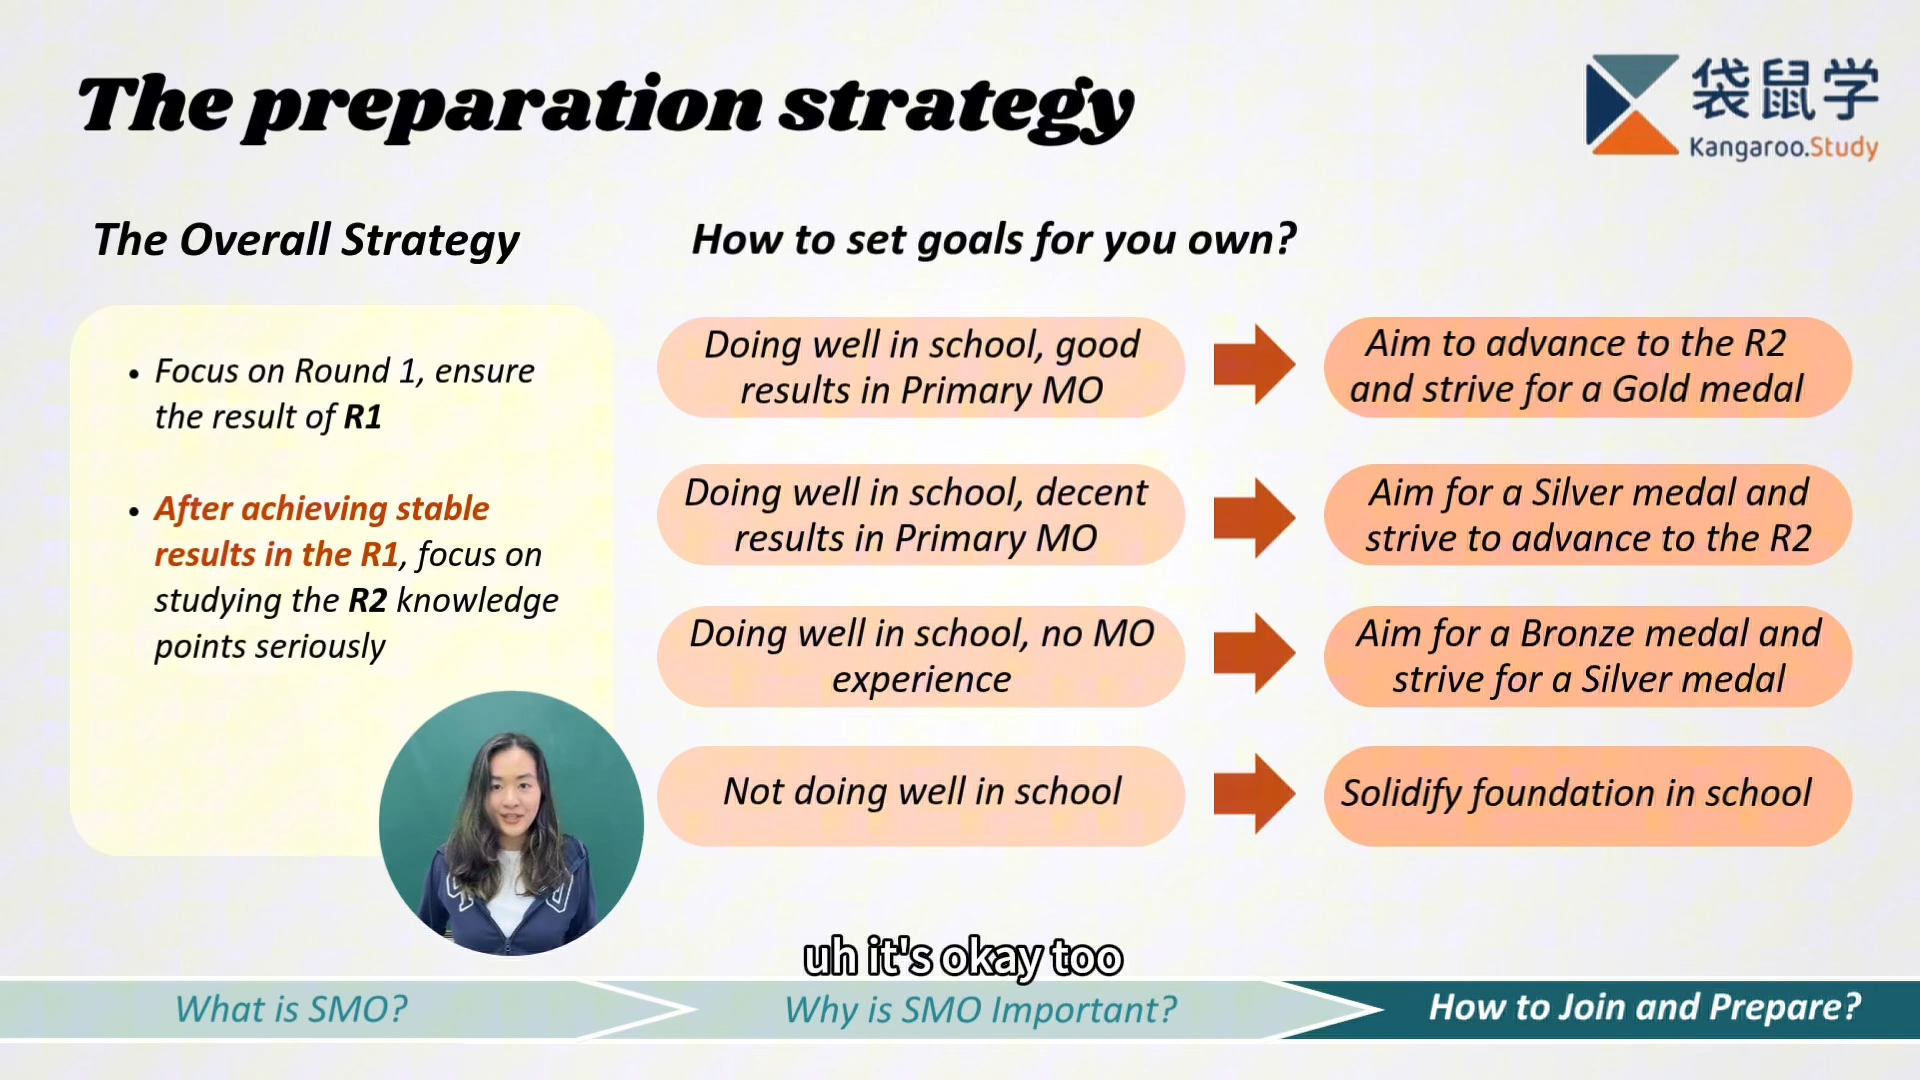 The preparation strategy
袋鼠学
Kangaroo.Study
The Overall Strategy
How to set goals for you own?
• Focus on Round 1, ensure
the result of R1
• After achieving stable
results in the R1, focus on
studying the R2 knowledge
points seriously
Doing well in school, good
results in Primary MO
Aim to advance to the R2
and strive for a Gold medal
Doing well in school, decent
results in Primary MO
Aim for a Silver medal and
strive to advance to the R2
Doing well in school, no MO
experience
Aim for a Bronze medal and
strive for a Silver medal
Not doing well in school
Solidify foundation in school
uh it's okay too
What is SMO?
Why is SMO Important?
How to Join and Prepare?